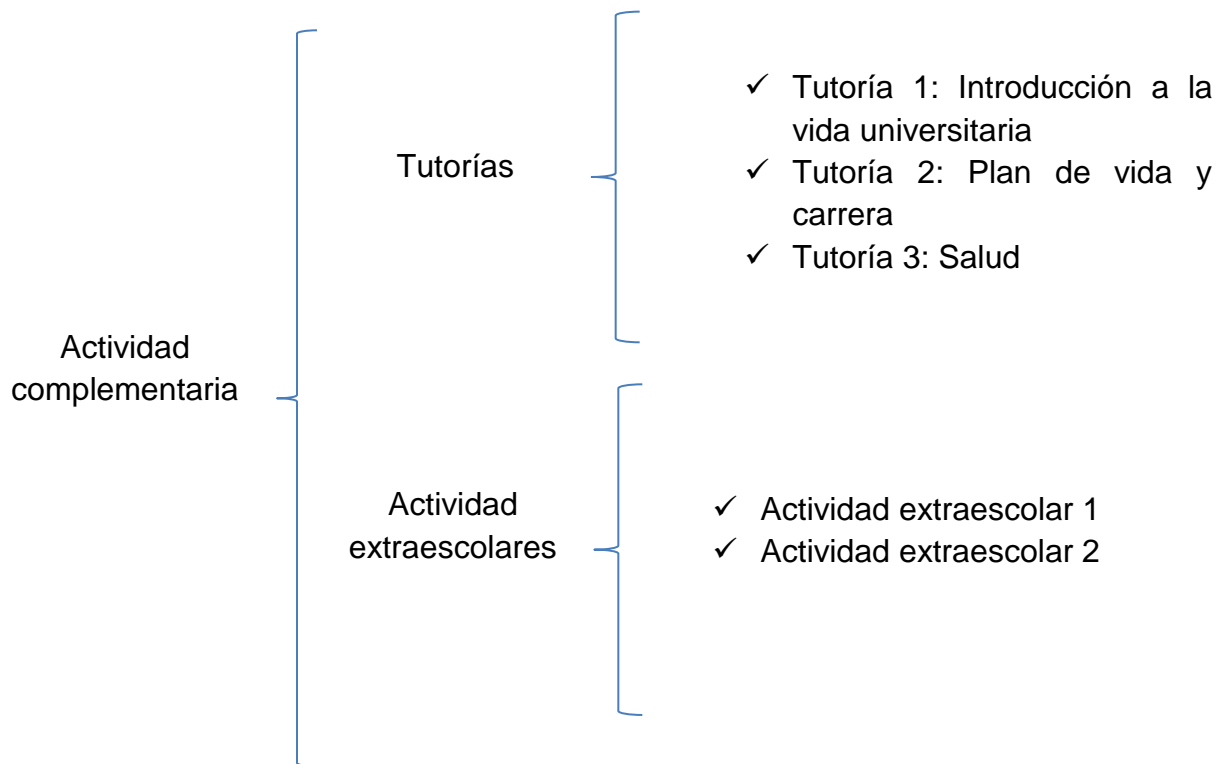 Actividad
complementaria
Tutorías
✓ Tutoría 1: Introducción a la
vida universitaria
✓ Tutoría 2: Plan de vida y
carrera
✓ Tutoría 3: Salud
Actividad
extraescolares
✓ Actividad extraescolar 1
✓ Actividad extraescolar 2